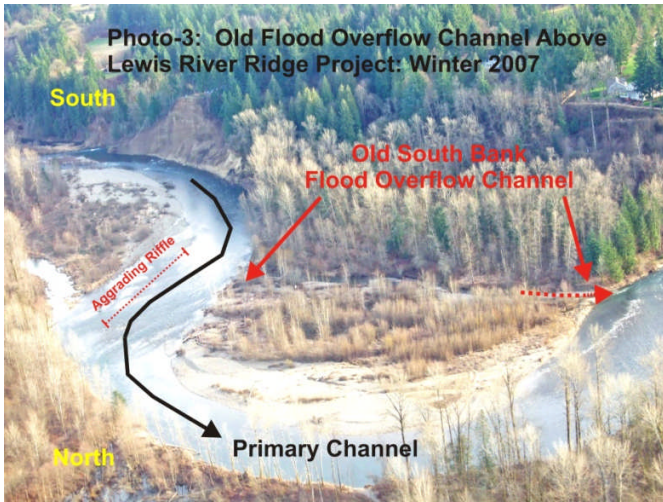 Photo-3: Old Flood Overflow Channel Above
Lewis River Ridge Project: Winter 2007
South
Old South Bank
Flood Overflow Channel
Aggrading Riffle
Primary Channel
North